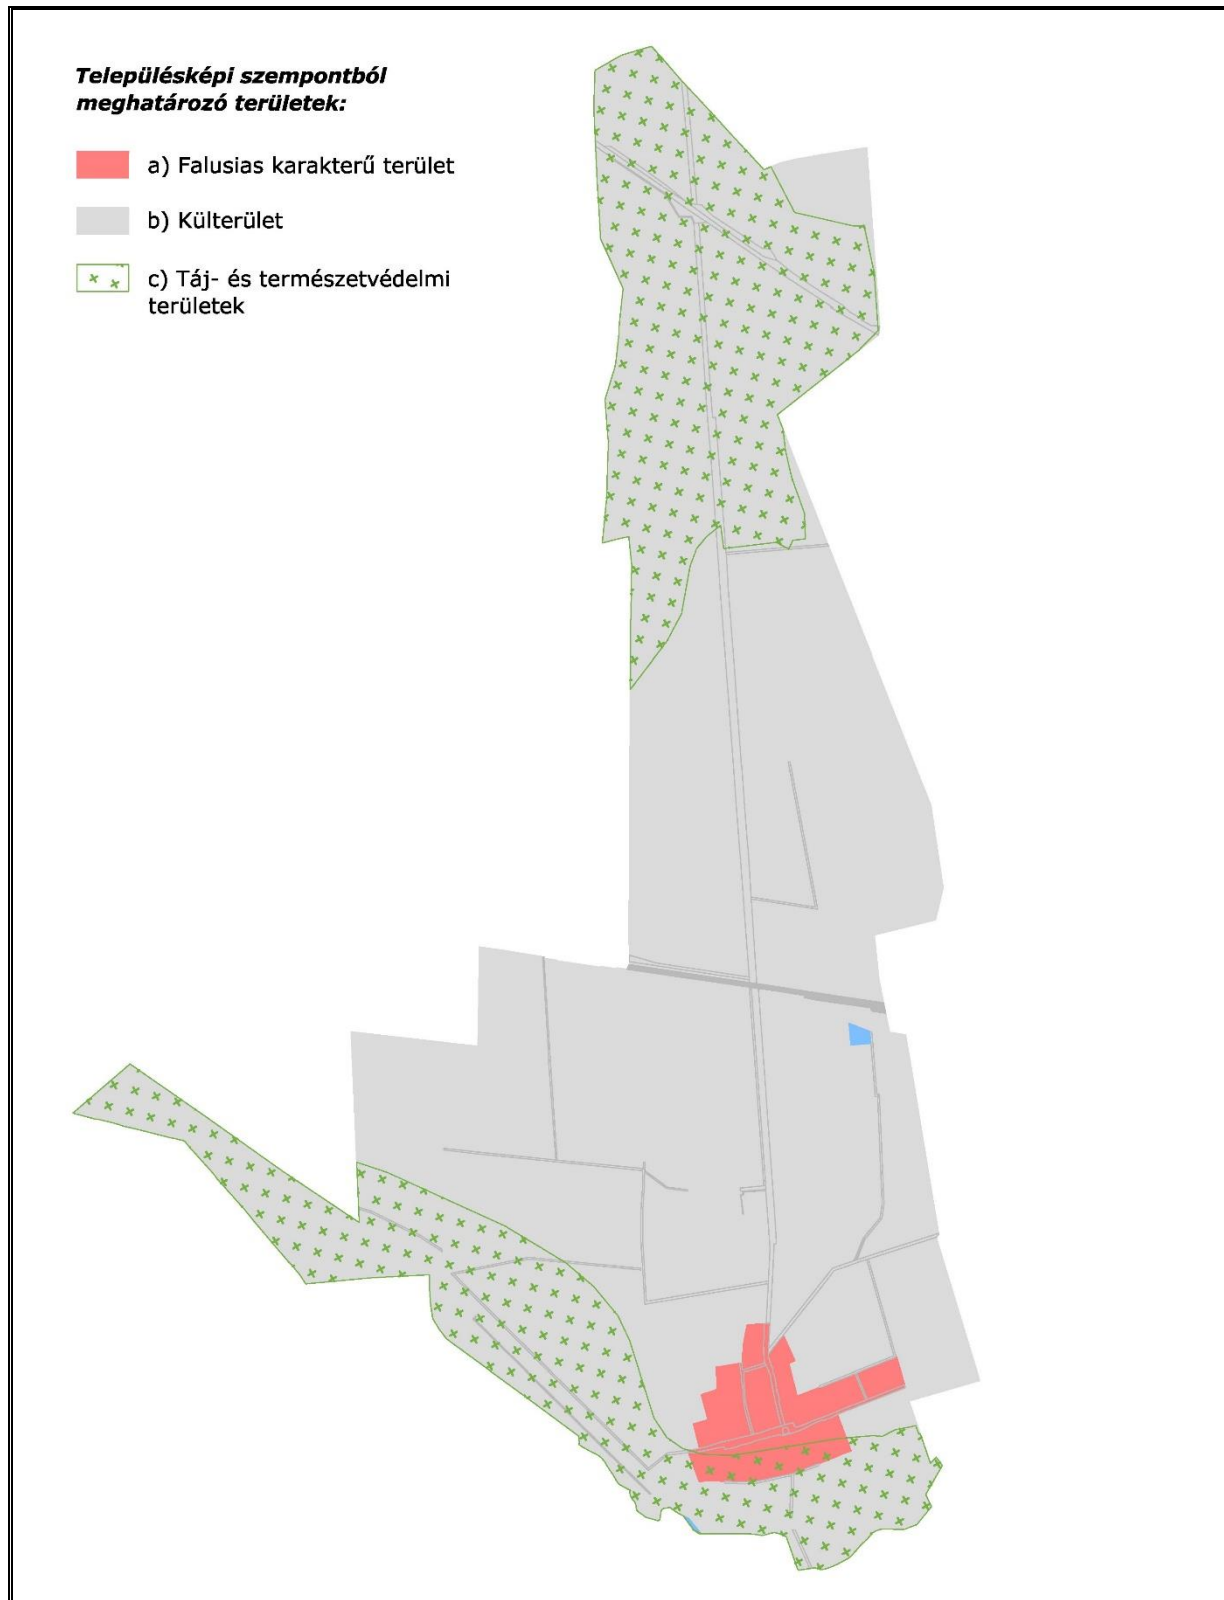 Településképi szempontból
meghatározó területek:
a) Falusias karakterű terület
b) Külterület
c) Táj- és természetvédelmi
területek